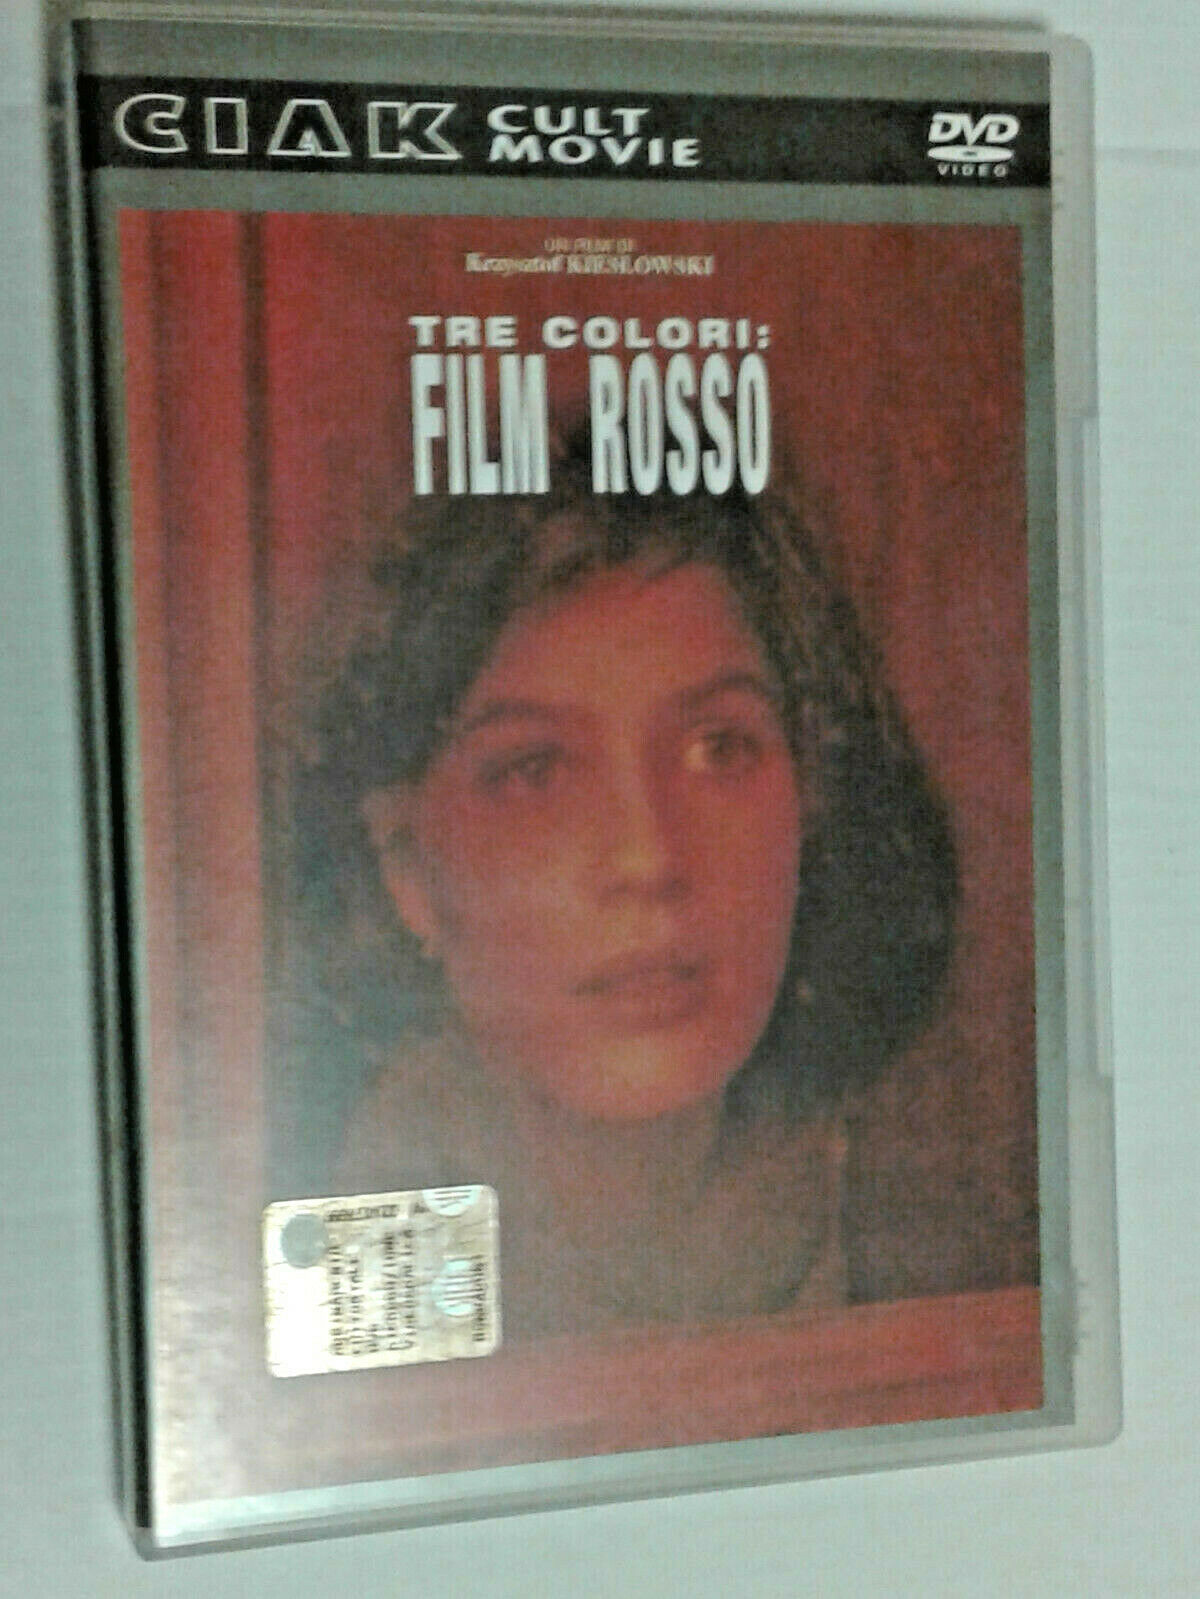 CIAK CULT MOVIE
DVD
VIDEO
UN FILM DI
Krzysztof KIESLOWSKI
TRE COLORI:
FILM ROSSO